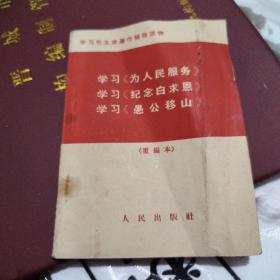 学习毛主席著作辅导读物
学习《为人民服务》
学习《纪念白求恩》
学习《愚公移山》
（重编本）
人民出版社